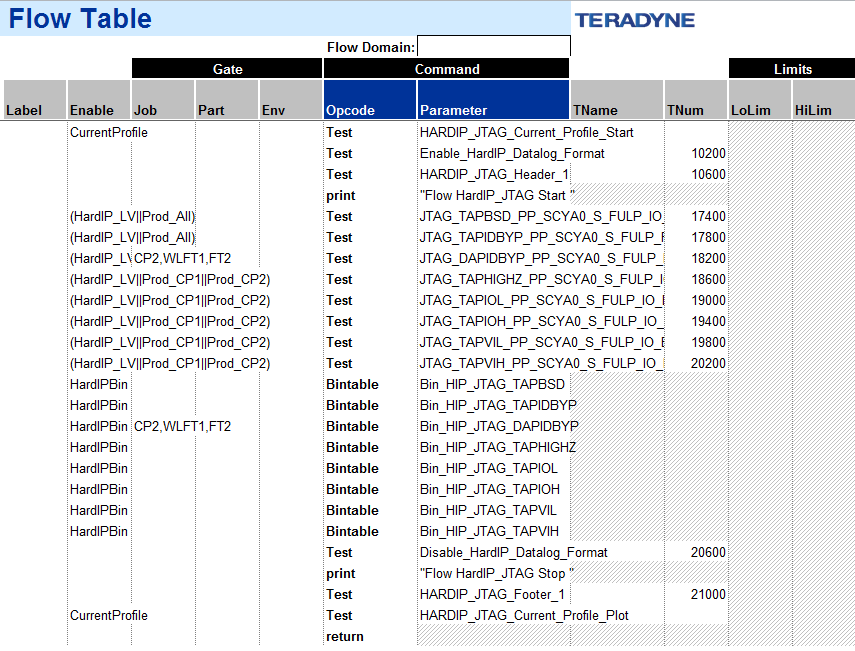 Flow Table TERADYNE
Flow Domain:
Gate Command Limits
Label Enable Job Part Env Opcode Parameter TName TNum LoLim HiLim
CurrentProfile Test HARDIP_JTAG_Current_Profile_Start
Test Enable_HardIP_Datalog_Format 10200
Test HARDIP_JTAG_Header_1 10600
print "Flow HardIP_JTAG Start "
(HardIP_LV||Prod_All) Test JTAG_TAPBSD_PP_SCYA0_S_FULP_IO_ 17400
(HardIP_LV||Prod_All) Test JTAG_TAPIDBYP_PP_SCYA0_S_FULP_ 17800
(HardIP_L CP2,WLFT1,FT2 Test JTAG_DAPIDBYP_PP_SCYA0_S_FULP_ 18200
(HardIP_LV||Prod_CP1||Prod_CP2) Test JTAG_TAPHIGHZ_PP_SCYA0_S_FULP_ 18600
(HardIP_LV||Prod_CP1||Prod_CP2) Test JTAG_TAPIOL_PP_SCYA0_S_FULP_IO_ 19000
(HardIP_LV||Prod_CP1||Prod_CP2) Test JTAG_TAPIOH_PP_SCYA0_S_FULP_IO_ 19400
(HardIP_LV||Prod_CP1||Prod_CP2) Test JTAG_TAPVIL_PP_SCYA0_S_FULP_IO_ 19800
(HardIP_LV||Prod_CP1||Prod_CP2) Test JTAG_TAPVIH_PP_SCYA0_S_FULP_IO_ 20200
HardIPBin Bintable Bin_HIP_JTAG_TAPBSD
HardIPBin Bintable Bin_HIP_JTAG_TAPIDBYP
HardIPBin CP2,WLFT1,FT2 Bintable Bin_HIP_JTAG_DAPIDBYP
HardIPBin Bintable Bin_HIP_JTAG_TAPHIGHZ
HardIPBin Bintable Bin_HIP_JTAG_TAPIOL
HardIPBin Bintable Bin_HIP_JTAG_TAPIOH
HardIPBin Bintable Bin_HIP_JTAG_TAPVIL
HardIPBin Bintable Bin_HIP_JTAG_TAPVIH
Test Disable_HardIP_Datalog_Format 20600
print "Flow HardIP_JTAG Stop "
Test HARDIP_JTAG_Footer_1 21000
CurrentProfile Test HARDIP_JTAG_Current_Profile_Plot
return